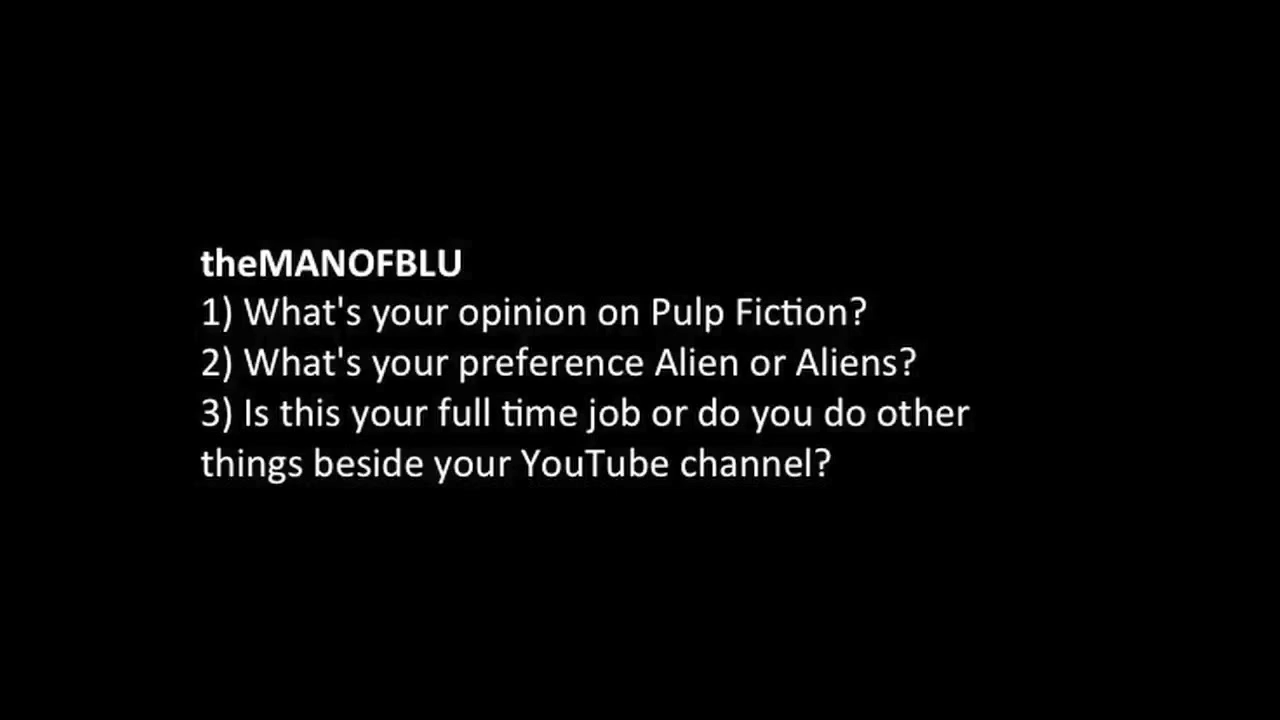 theMANOFBLU
1) What's your opinion on Pulp Fiction?
2) What's your preference Alien or Aliens?
3) Is this your full time job or do you do other
things beside your YouTube channel?